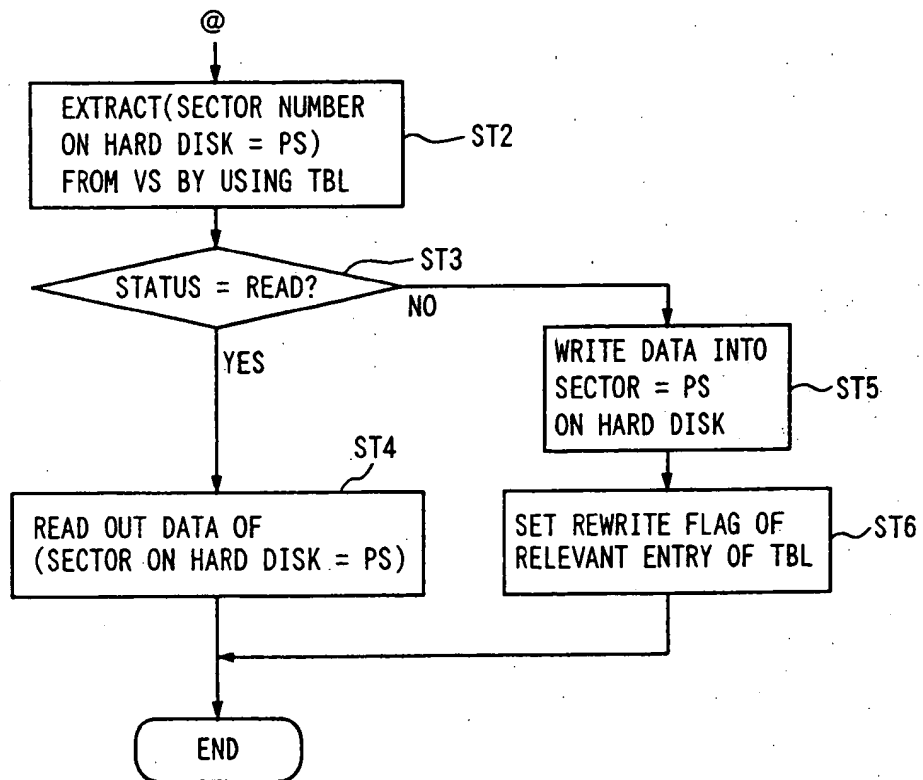 @
EXTRACT(SECTOR NUMBER
ON HARD DISK = PS)
FROM VS BY USING TBL
ST2
STATUS = READ?
ST3
NO
YES
WRITE DATA INTO
SECTOR = PS
ON HARD DISK
ST5
ST4
READ OUT DATA OF
(SECTOR ON HARD DISK = PS)
SET REWRITE FLAG OF
RELEVANT ENTRY OF TBL
ST6
END